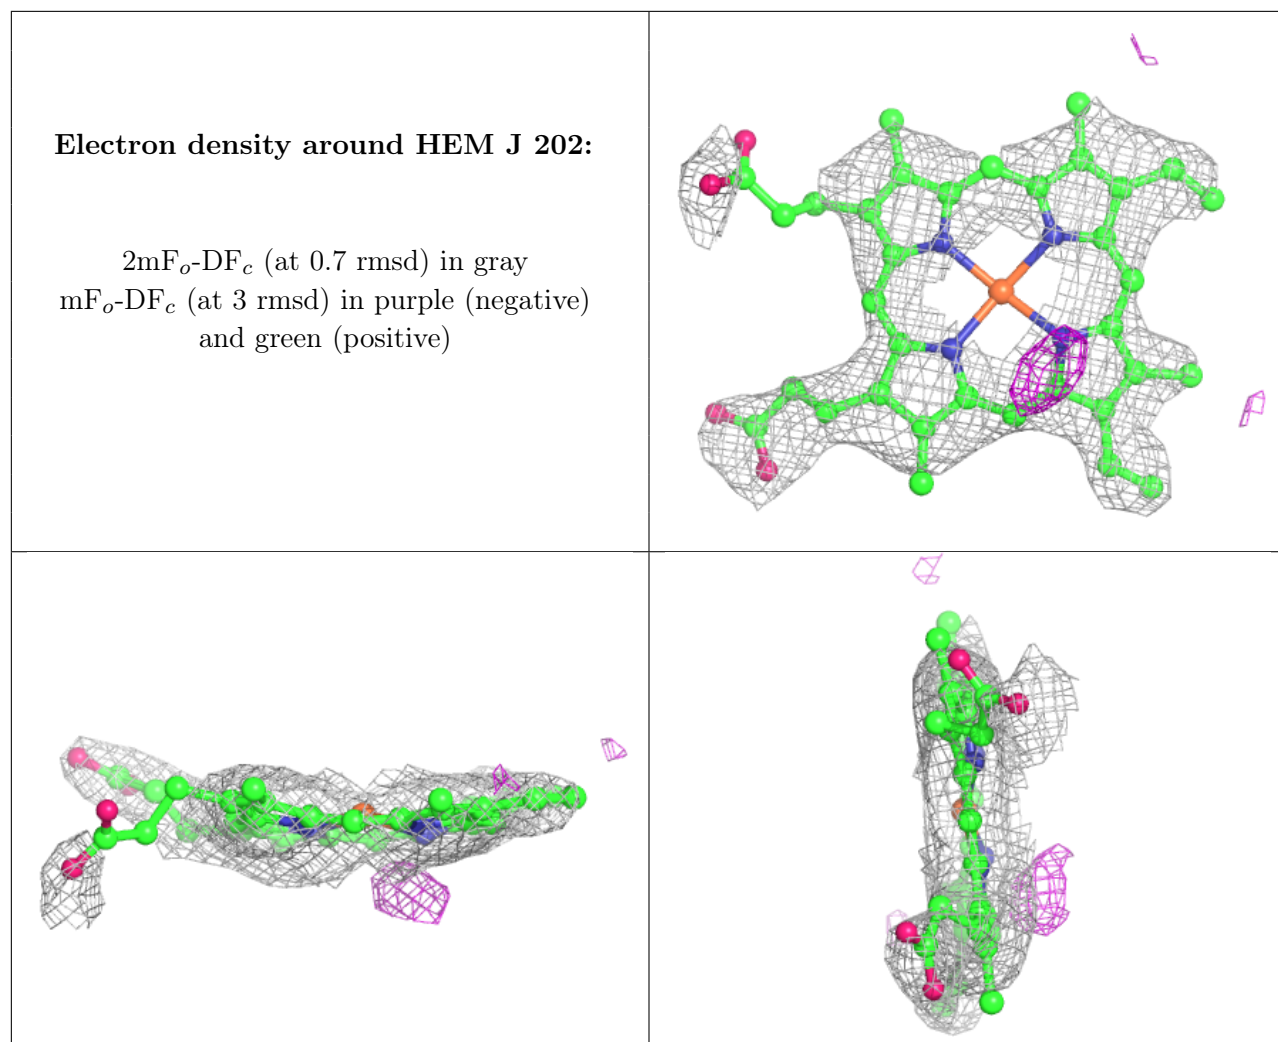 Electron density around HEM J 202:
2mFo-DFc (at 0.7 rmsd) in gray
mFo-DFc (at 3 rmsd) in purple (negative)
and green (positive)